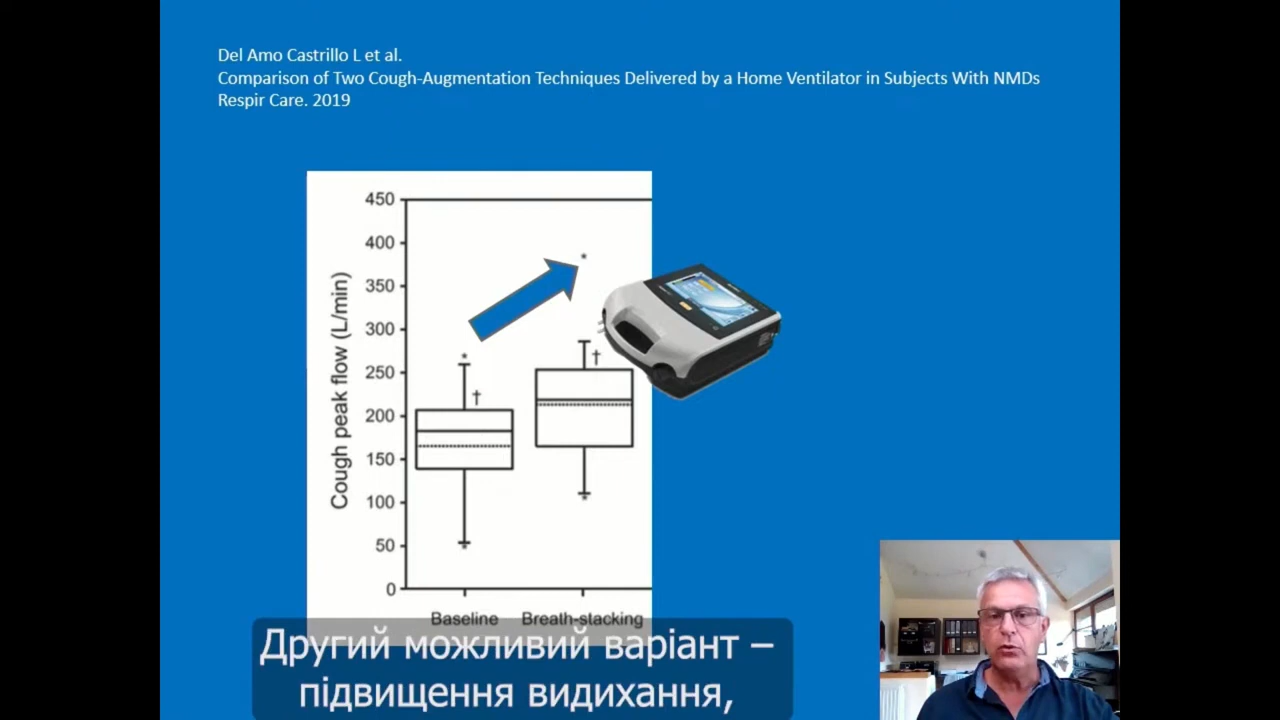 Del Amo Castrillo L et al.
Comparison of Two Cough-Augmentation Techniques Delivered by a Home Ventilator in Subjects With NMDs
Respir Care. 2019
450
400
350
300
250
200
150
100
50
0
Cough peak flow (L/min)
*
*
†
*
*
†
*
Baseline Breath-stacking
Другий можливий варіант –
підвищення видихання,